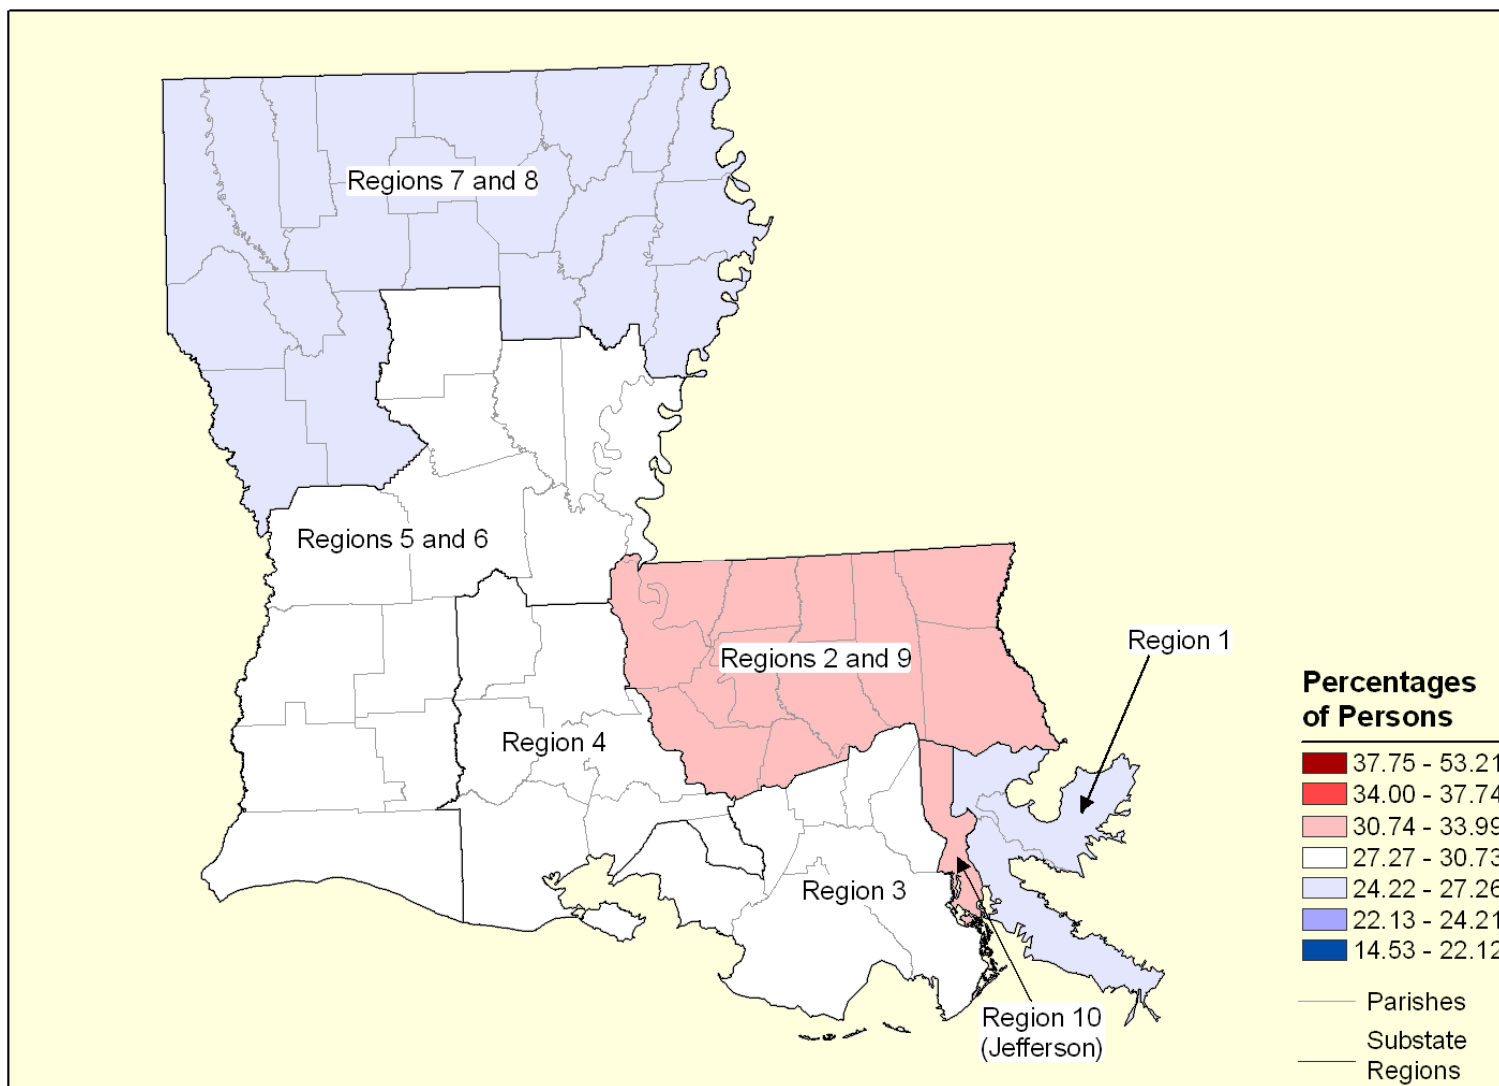 Regions 7 and 8
Regions 5 and 6
Regions 2 and 9
Region 1
Region 4
Region 3
Region 10
(Jefferson)
Percentages
of Persons
37.75 - 53.21
34.00 - 37.74
30.74 - 33.99
27.27 - 30.73
24.22 - 27.26
22.13 - 24.21
14.53 - 22.12
Parishes
Substate
Regions